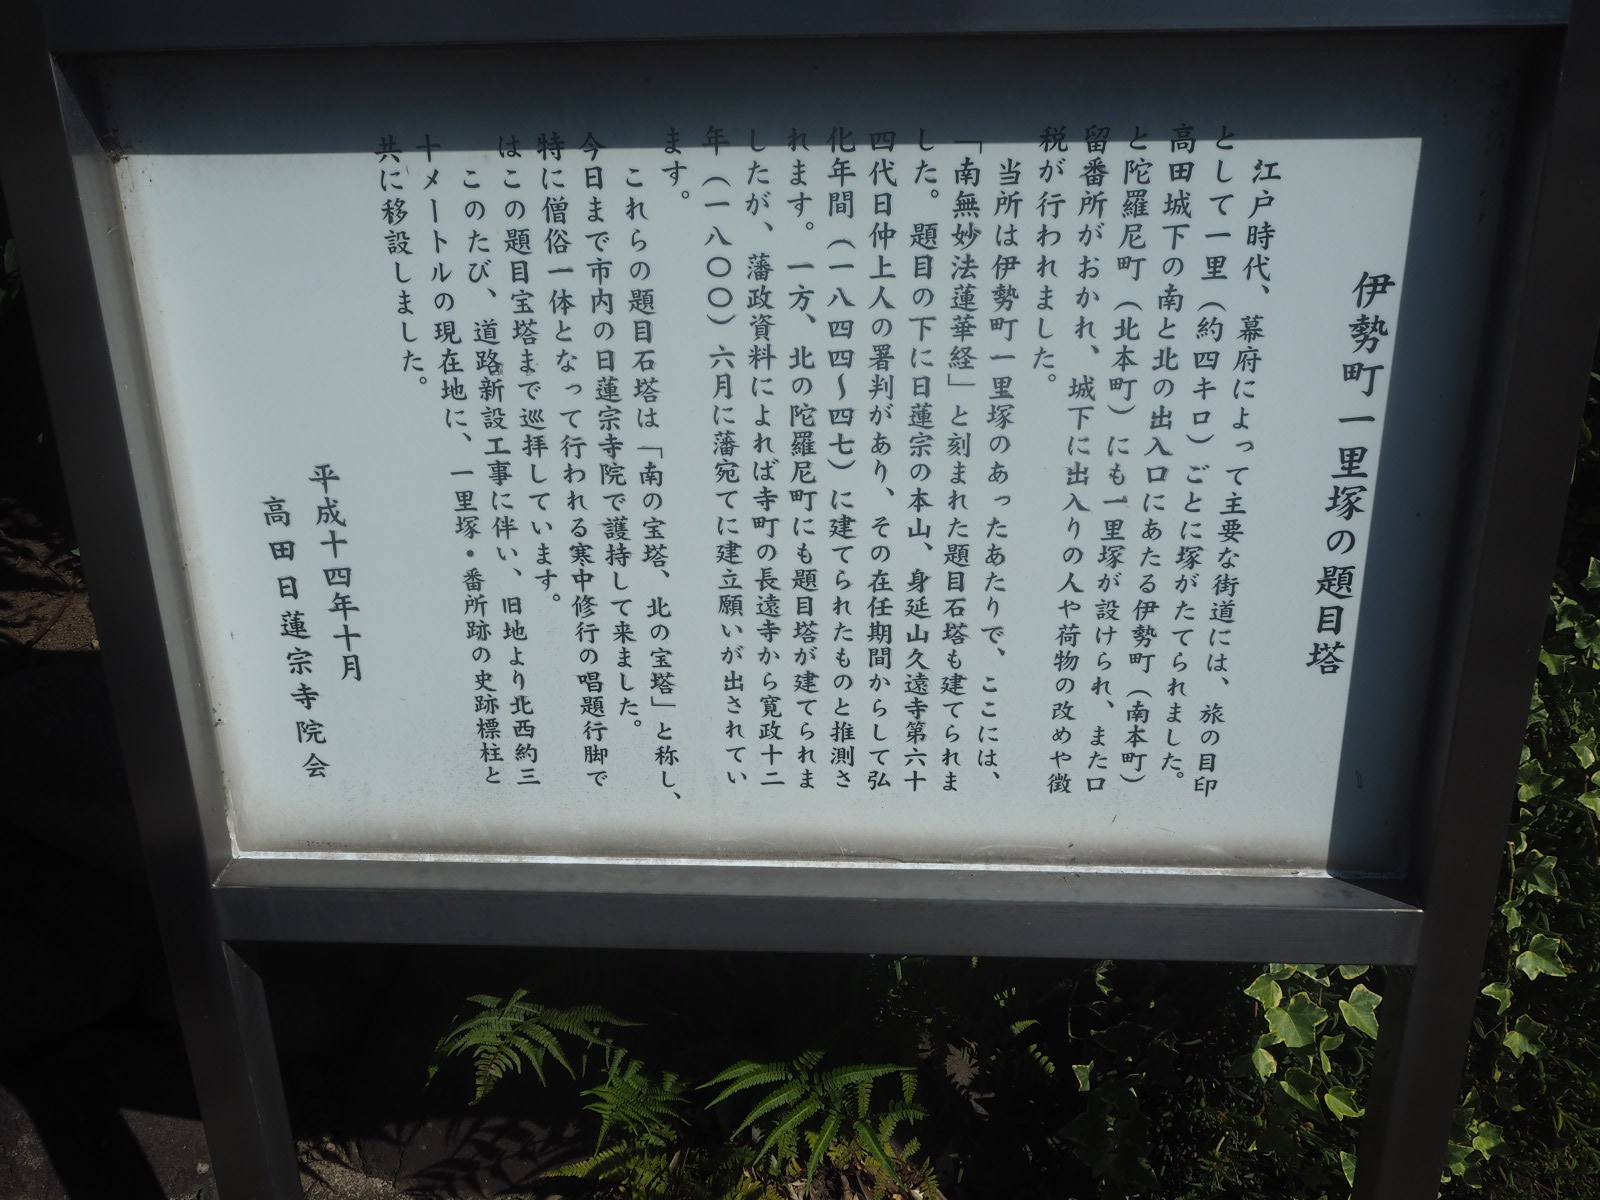 伊勢町一里塚の題目塔
江戸時代、幕府によって主要な街道には、旅の目印
として一里（約四キロ）ごとに塚がたてられました。
高田城下の南と北の出入口にあたる伊勢町（南本町）
と陀羅尼町（北本町）にも一里塚が設けられ、また口
留番所がおかれ、城下に出入りの人や荷物の改めや徴
税が行われました。
当所は伊勢町一里塚のあったあたりで、ここには、
「南無妙法蓮華経」と刻まれた題目石塔も建てられま
した。題目の下に日蓮宗の本山、身延山久遠寺第六十
四代日仲上人の署判があり、その在任期間からして弘
化年間（一八四四〜四七）に建てられたものと推測さ
れます。一方、北の陀羅尼町にも題目塔が建てられま
したが、藩政資料によれば寺町の長遠寺から寛政十二
年（一八〇〇）六月に藩宛てに建立願いが出されてい
ます。
これらの題目石塔は「南の宝塔、北の宝塔」と称し、
今日まで市内の日蓮宗寺院で護持して来ました。
特に僧俗一体となって行われる寒中修行の唱題行脚で
はこの題目宝塔まで巡拝しています。
このたび、道路新設工事に伴い、旧地より北西約三
十メートルの現在地に、一里塚・番所跡の史跡標柱と
共に移設しました。
平成十四年十月
高田日蓮宗寺院会